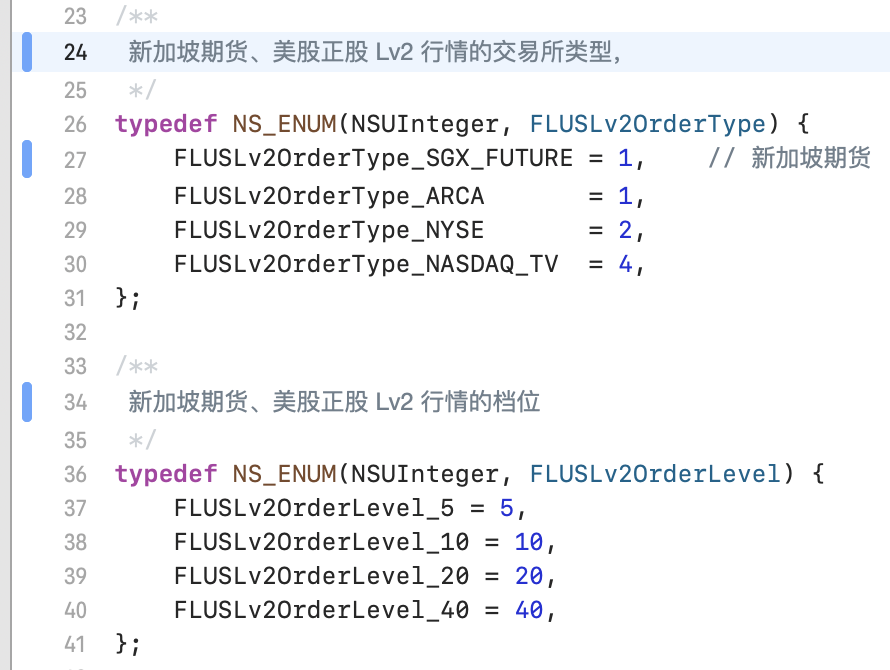 23 /**
24 新加坡期货、美股正股 Lv2 行情的交易所类型,
25 */
26 typedef NS_ENUM(NSUInteger, FLUSLv2OrderType) {
27 FLUSLv2OrderType_SGX_FUTURE = 1, // 新加坡期货
28 FLUSLv2OrderType_ARCA = 1,
29 FLUSLv2OrderType_NYSE = 2,
30 FLUSLv2OrderType_NASDAQ_TV = 4,
31 };
32
33 /**
34 新加坡期货、美股正股 Lv2 行情的档位
35 */
36 typedef NS_ENUM(NSUInteger, FLUSLv2OrderLevel) {
37 FLUSLv2OrderLevel_5 = 5,
38 FLUSLv2OrderLevel_10 = 10,
39 FLUSLv2OrderLevel_20 = 20,
40 FLUSLv2OrderLevel_40 = 40,
41 };